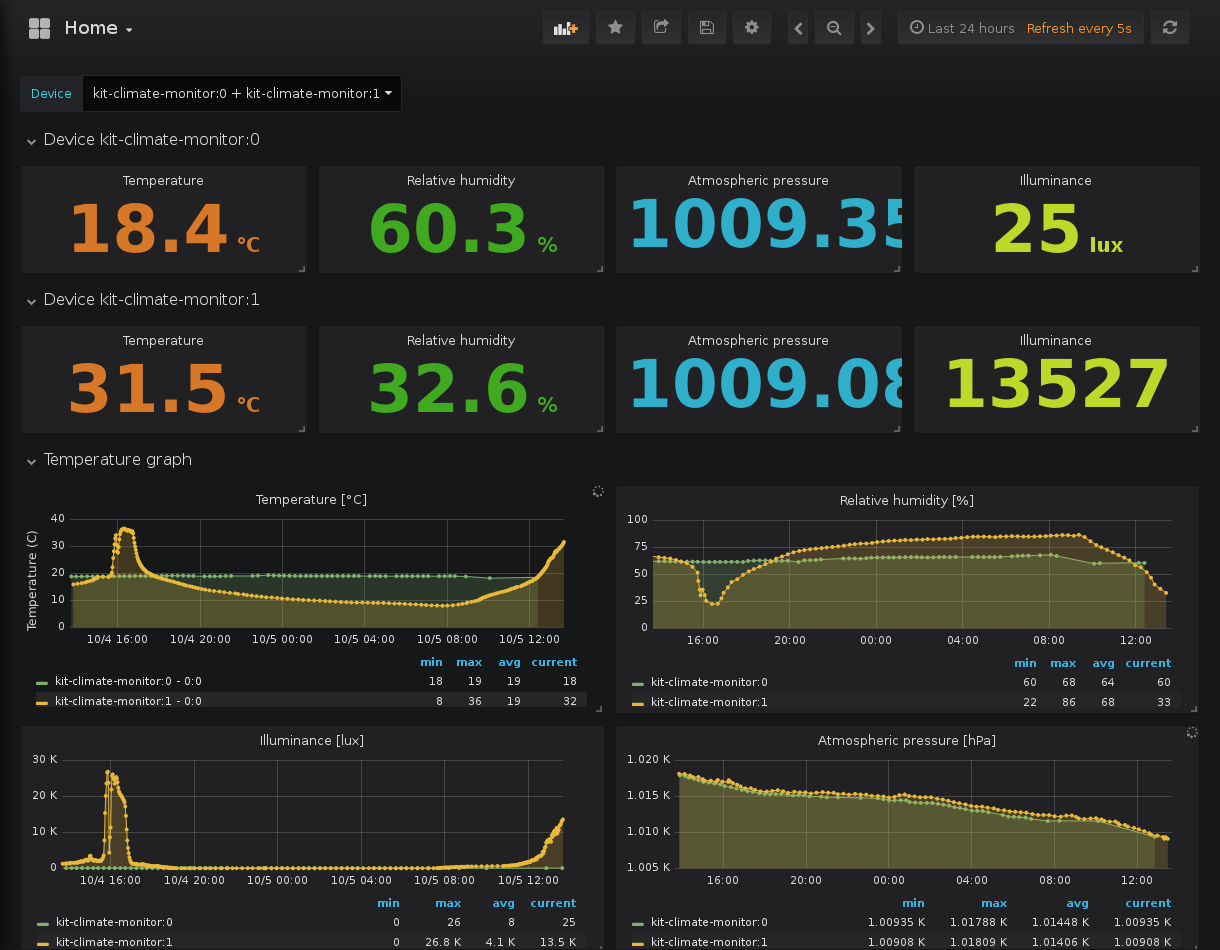 Home
Last 24 hours Refresh every 5s
Device kit-climate-monitor:0 + kit-climate-monitor:1
Device kit-climate-monitor:0
Temperature Relative humidity Atmospheric pressure Illuminance
18.4 °C 60.3 % 1009.35 25 lux
Device kit-climate-monitor:1
Temperature Relative humidity Atmospheric pressure Illuminance
31.5 °C 32.6 % 1009.08 13527
Temperature graph
Temperature [°C]
Temperature (C)
40
30
20
10
0
10/4 16:00 10/4 20:00 10/5 00:00 10/5 04:00 10/5 08:00 10/5 12:00
min max avg current
kit-climate-monitor:0 - 0:0 18 19 19 18
kit-climate-monitor:1 - 0:0 8 36 19 32
Relative humidity [%]
100
75
50
25
0
16:00 20:00 00:00 04:00 08:00 12:00
min max avg current
kit-climate-monitor:0 60 68 64 60
kit-climate-monitor:1 22 86 68 33
Illuminance [lux]
30 K
20 K
10 K
0
10/4 16:00 10/4 20:00 10/5 00:00 10/5 04:00 10/5 08:00 10/5 12:00
min max avg current
kit-climate-monitor:0 0 26 8 25
kit-climate-monitor:1 0 26.8 K 4.1 K 13.5 K
Atmospheric pressure [hPa]
1.020 K
1.015 K
1.010 K
1.005 K
16:00 20:00 00:00 04:00 08:00 12:00
min max avg current
kit-climate-monitor:0 1.00935 K 1.01788 K 1.01448 K 1.00935 K
kit-climate-monitor:1 1.00908 K 1.01809 K 1.01406 K 1.00908 K